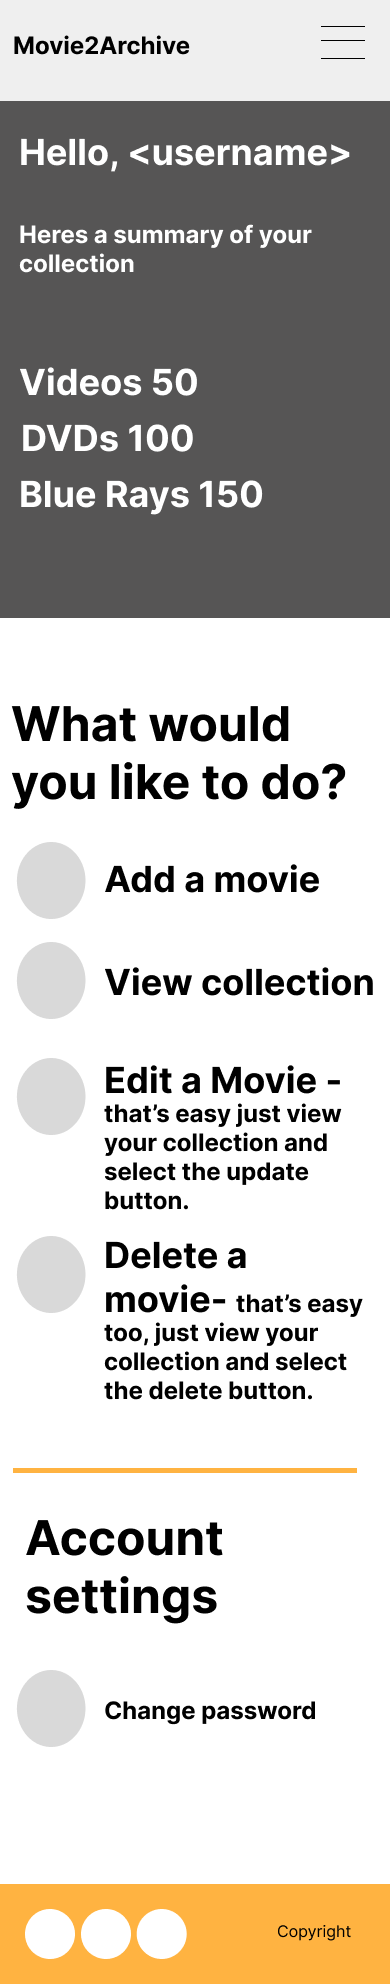 Movie2Archive
Hello, <username>
Heres a summary of your
collection
Videos 50
DVDs 100
Blue Rays 150
What would
you like to do?
Add a movie
View collection
Edit a Movie -
that’s easy just view
your collection and
select the update
button.
Delete a
movie- that’s easy
too, just view your
collection and select
the delete button.
Account
settings
Change password
Copyright